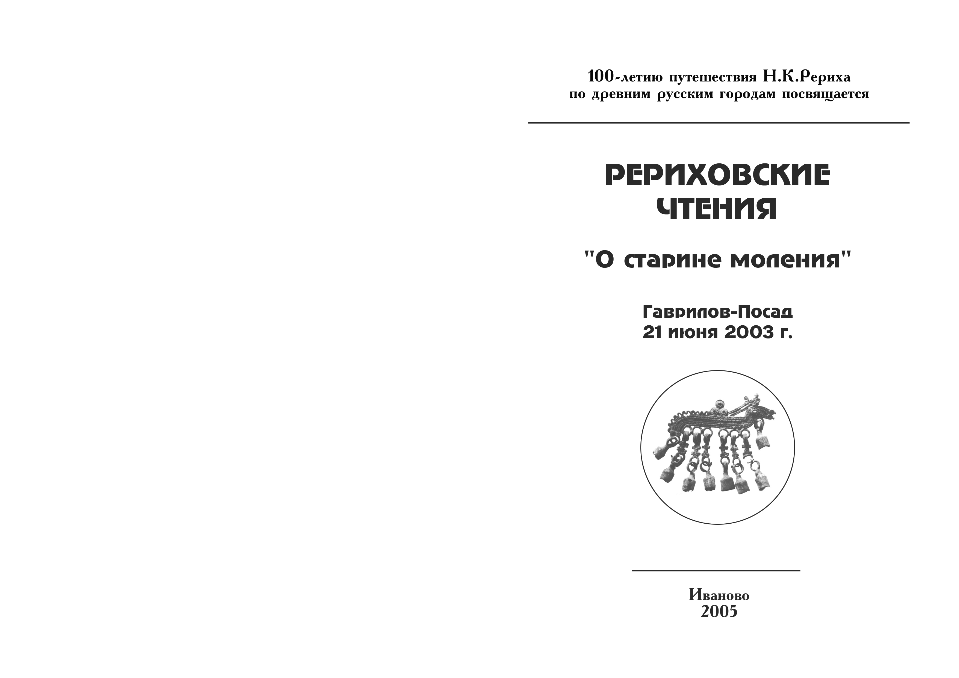 100-летию путешествия Н.К.Рериха
по древним русским городам посвящается
РЕРИХОВСКИЕ
ЧТЕНИЯ
"О старине моления"
Гаврилов-Посад
21 июня 2003 г.
Иваново
2005